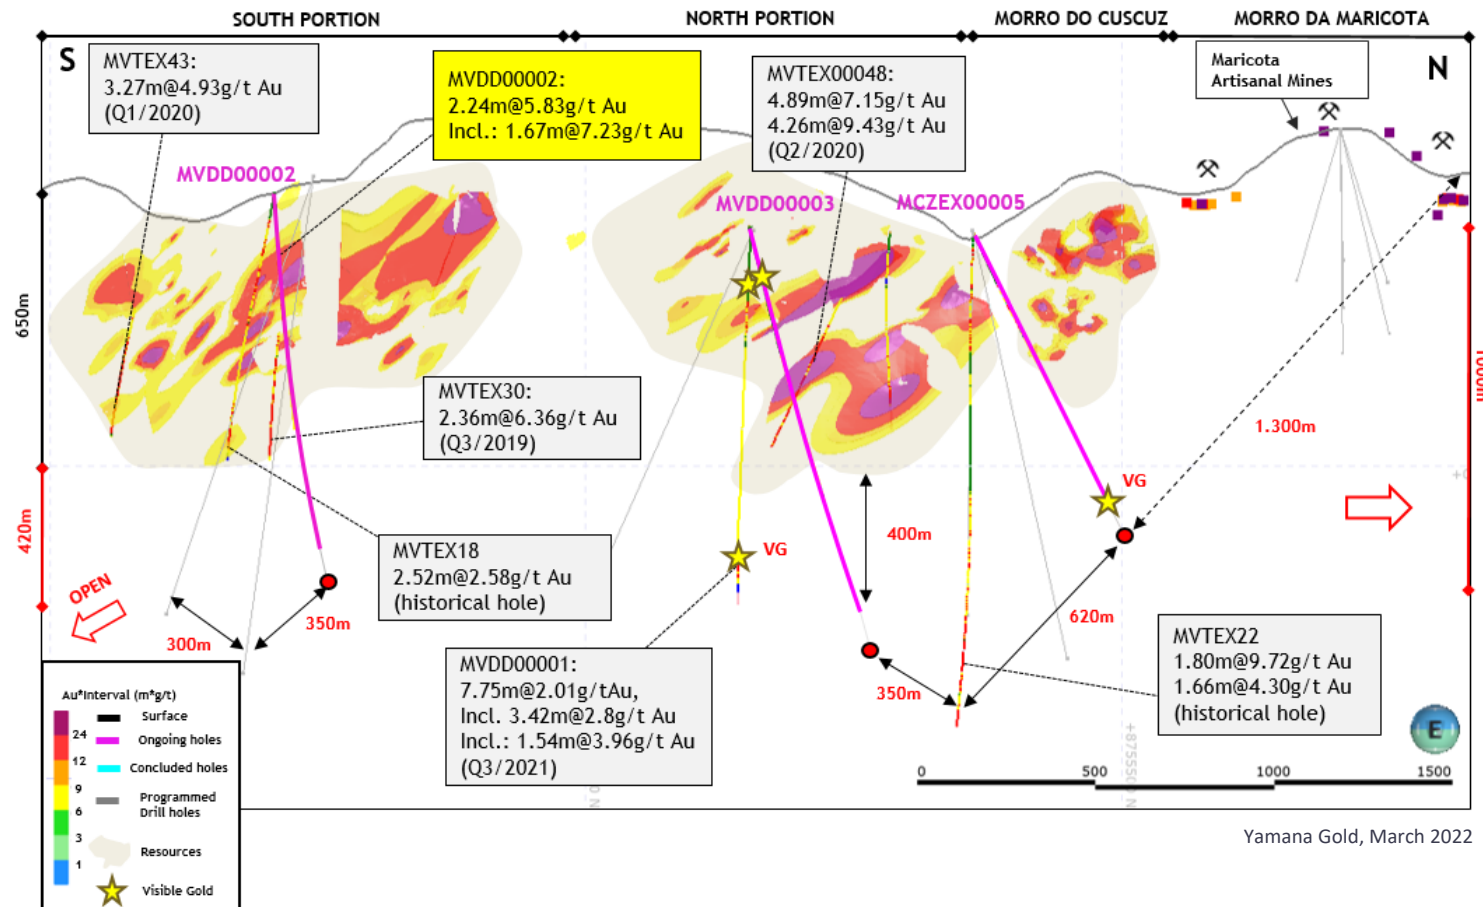 SOUTH PORTION
NORTH PORTION
MORRO DO CUSCUZ
MORRO DA MARICOTA
S
N
MVTEX43:
3.27m@4.93g/t Au
(Q1/2020)
MVDD00002:
2.24m@5.83g/t Au
Incl.: 1.67m@7.23g/t Au
MVTEX00048:
4.89m@7.15g/t Au
4.26m@9.43g/t Au
(Q2/2020)
Maricota
Artisanal Mines
MVDD00002
MVDD00003
MCZEX00005
650m
420m
1000m
MVTEX30:
2.36m@6.36g/t Au
(Q3/2019)
1.300m
VG
VG
400m
MVTEX18
2.52m@2.58g/t Au
(historical hole)
OPEN
300m
350m
350m
620m
MVDD00001:
7.75m@2.01g/tAu,
Incl. 3.42m@2.8g/t Au
Incl.: 1.54m@3.96g/t Au
(Q3/2021)
MVTEX22
1.80m@9.72g/t Au
1.66m@4.30g/t Au
(historical hole)
E
+8755500 N
0 N
+0
0
500
1000
1500
Au*Interval (m*g/t)
24
12
9
6
3
1
Surface
Ongoing holes
Concluded holes
Programmed
Drill holes
Resources
Visible Gold
Yamana Gold, March 2022